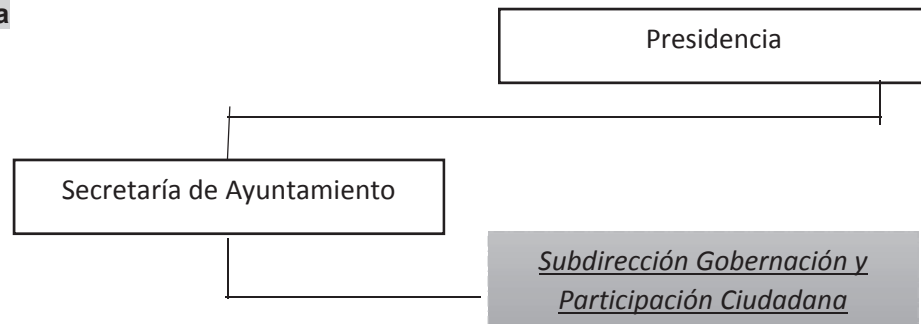 a
Presidencia
Secretaría de Ayuntamiento
Subdirección Gobernación y
Participación Ciudadana